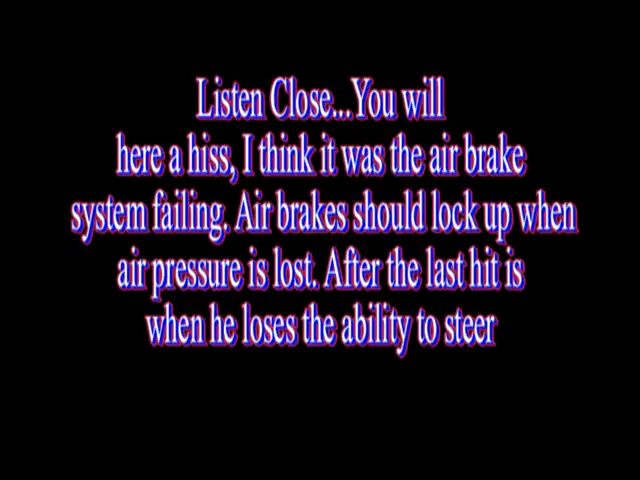 Listen Close...You will
here a hiss, I think it was the air brake
system failing. Air brakes should lock up when
air pressure is lost. After the last hit is
when he loses the ability to steer